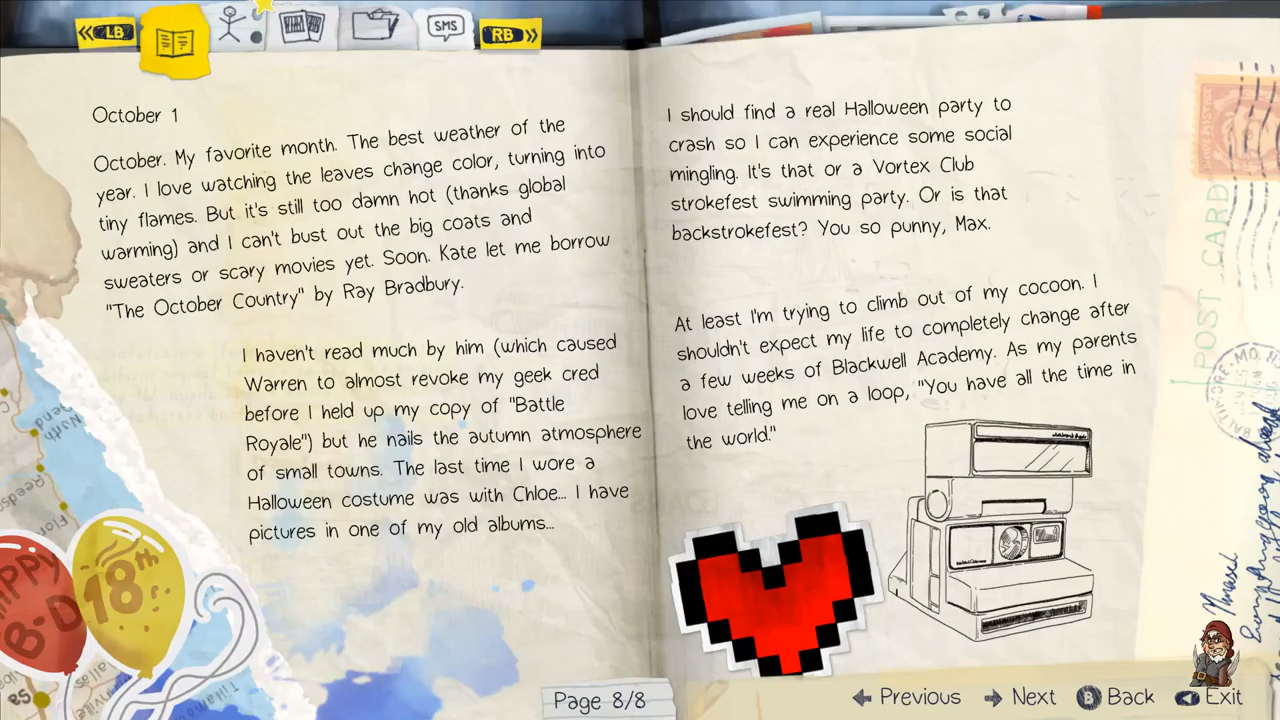 LB
SMS
RB
October 1
October. My favorite month. The best weather of the
year. I love watching the leaves change color, turning into
tiny flames. But it's still too damn hot (thanks global
warming) and I can't bust out the big coats and
sweaters or scary movies yet. Soon. Kate let me borrow
"The October Country" by Ray Bradbury.
I haven't read much by him (which caused
Warren to almost revoke my geek cred
before I held up my copy of "Battle
Royale") but he nails the autumn atmosphere
of small towns. The last time I wore a
Halloween costume was with Chloe... I have
pictures in one of my old albums...
I should find a real Halloween party to
crash so I can experience some social
mingling. It's that or a Vortex Club
strokefest swimming party. Or is that
backstrokefest? You so punny, Max.
At least I'm trying to climb out of my cocoon. I
shouldn't expect my life to completely change after
a few weeks of Blackwell Academy. As my parents
love telling me on a loop, "You have all the time in
the world."
POST CARD
18th
B-D
North
Bend
Page 8/8
Previous
Next
B Back
Exit